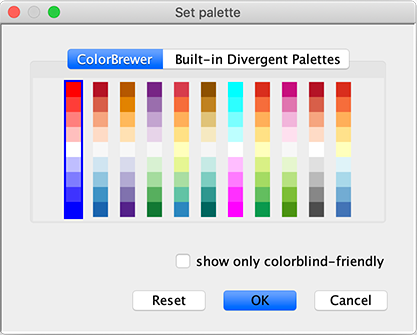 Set palette
ColorBrewer Built-in Divergent Palettes
show only colorblind-friendly
Reset OK Cancel